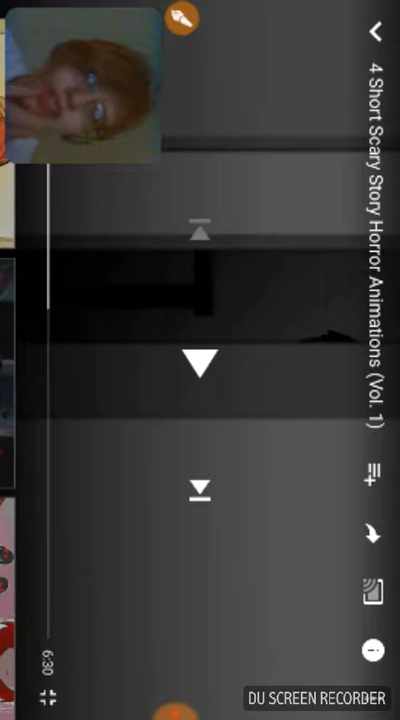 4 Short Scary Story Horror Animations (Vol. 1)
6:30
DU SCREEN RECORDER